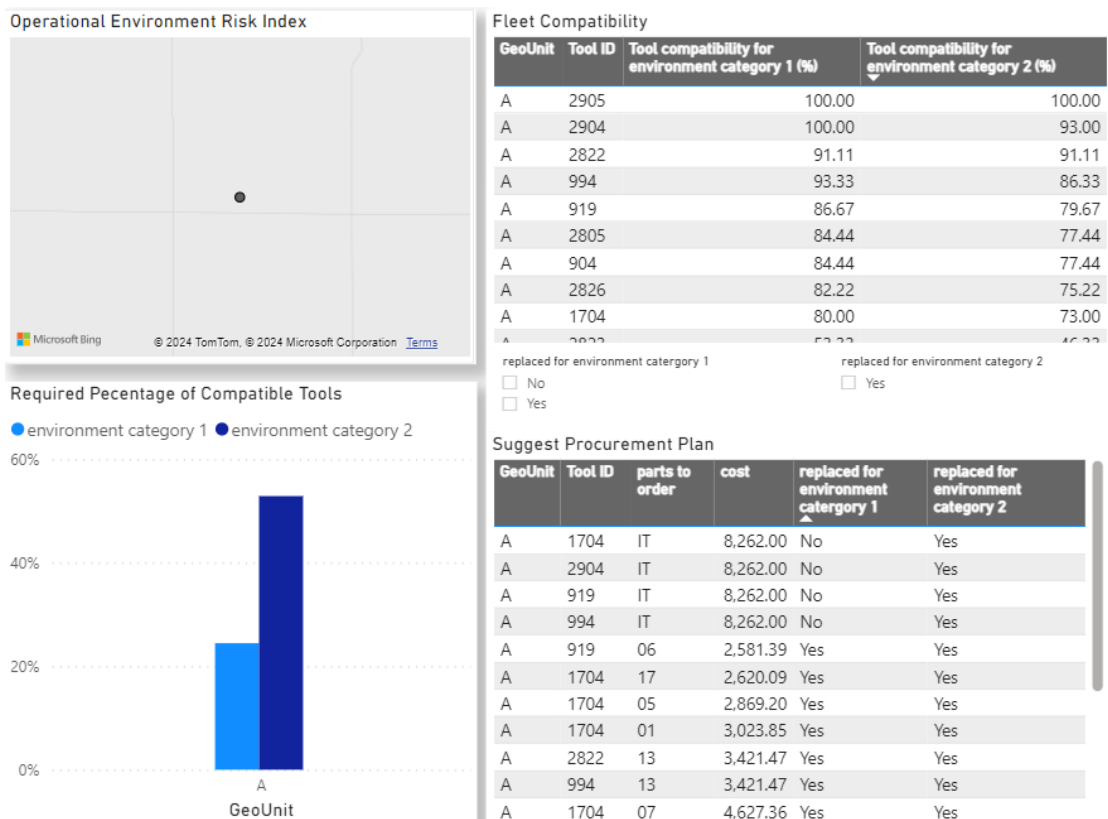 Operational Environment Risk Index
Microsoft Bing
© 2024 TomTom, © 2024 Microsoft Corporation Terms
Fleet Compatibility
GeoUnit Tool ID Tool compatibility for environment category 1 (%) Tool compatibility for environment category 2 (%)
A 2905 100.00 100.00
A 2904 100.00 93.00
A 2822 91.11 91.11
A 994 93.33 86.33
A 919 86.67 79.67
A 2805 84.44 77.44
A 904 84.44 77.44
A 2826 82.22 75.22
A 1704 80.00 73.00
replaced for environment catergory 1
No
Yes
replaced for environment category 2
Yes
Required Pecentage of Compatible Tools
environment category 1 environment category 2
60%
40%
20%
0%
A
GeoUnit
Suggest Procurement Plan
GeoUnit Tool ID parts to order cost replaced for environment catergory 1 replaced for environment category 2
A 1704 IT 8,262.00 No Yes
A 2904 IT 8,262.00 No Yes
A 919 IT 8,262.00 No Yes
A 994 IT 8,262.00 No Yes
A 919 06 2,581.39 Yes Yes
A 1704 17 2,620.09 Yes Yes
A 1704 05 2,869.20 Yes Yes
A 1704 01 3,023.85 Yes Yes
A 2822 13 3,421.47 Yes Yes
A 994 13 3,421.47 Yes Yes
A 1704 07 4,627.36 Yes Yes